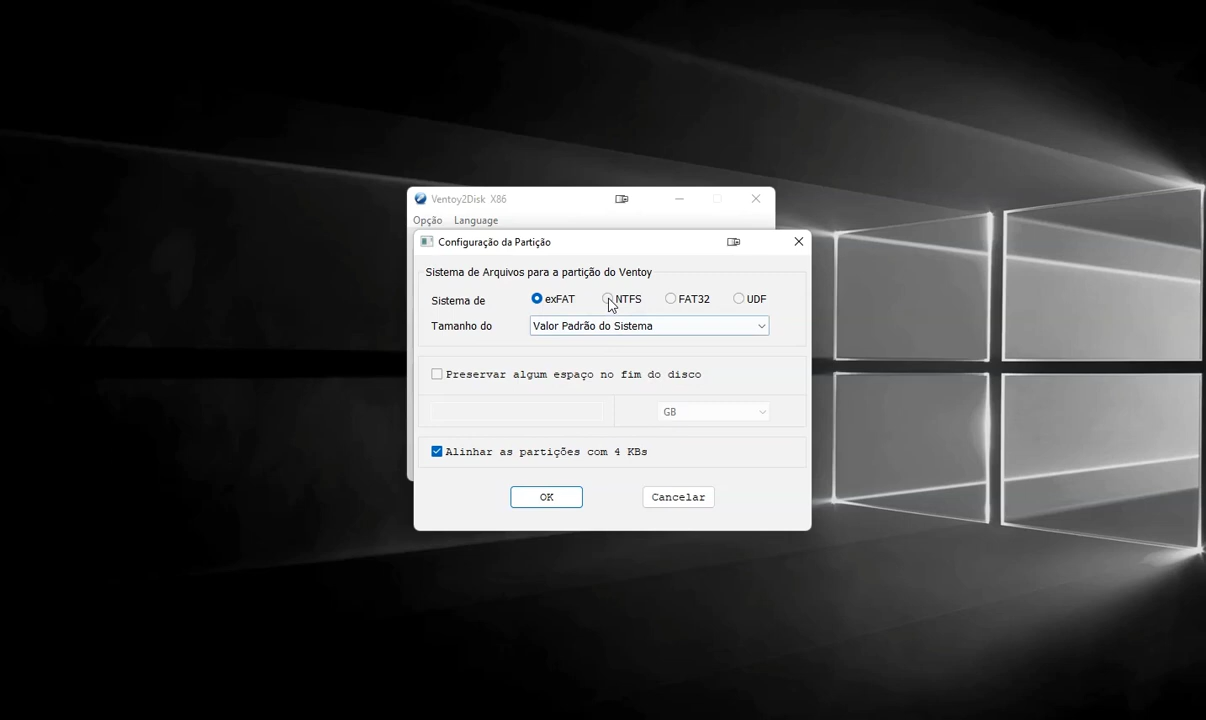 Ventoy2Disk X86
Opção Language
Configuração da Partição
Sistema de Arquivos para a partição do Ventoy
Sistema de exFAT NTFS FAT32 UDF
Tamanho do Valor Padrão do Sistema
Preservar algum espaço no fim do disco
GB
Alinhar as partições com 4 KBs
OK Cancelar